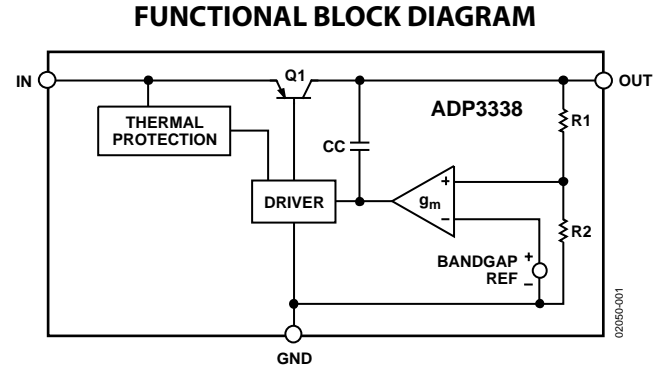 FUNCTIONAL BLOCK DIAGRAM
IN
Q1
OUT
THERMAL
PROTECTION
ADP3338
R1
CC
DRIVER
+
gm
−
R2
BANDGAP
REF
+
−
GND
02050-001